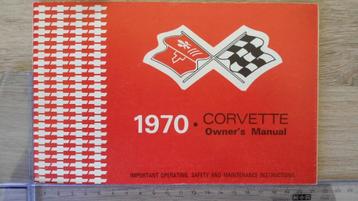 1970 • CORVETTE
Owner's Manual
IMPORTANT OPERATING, SAFETY AND MAINTENANCE INSTRUCTIONS